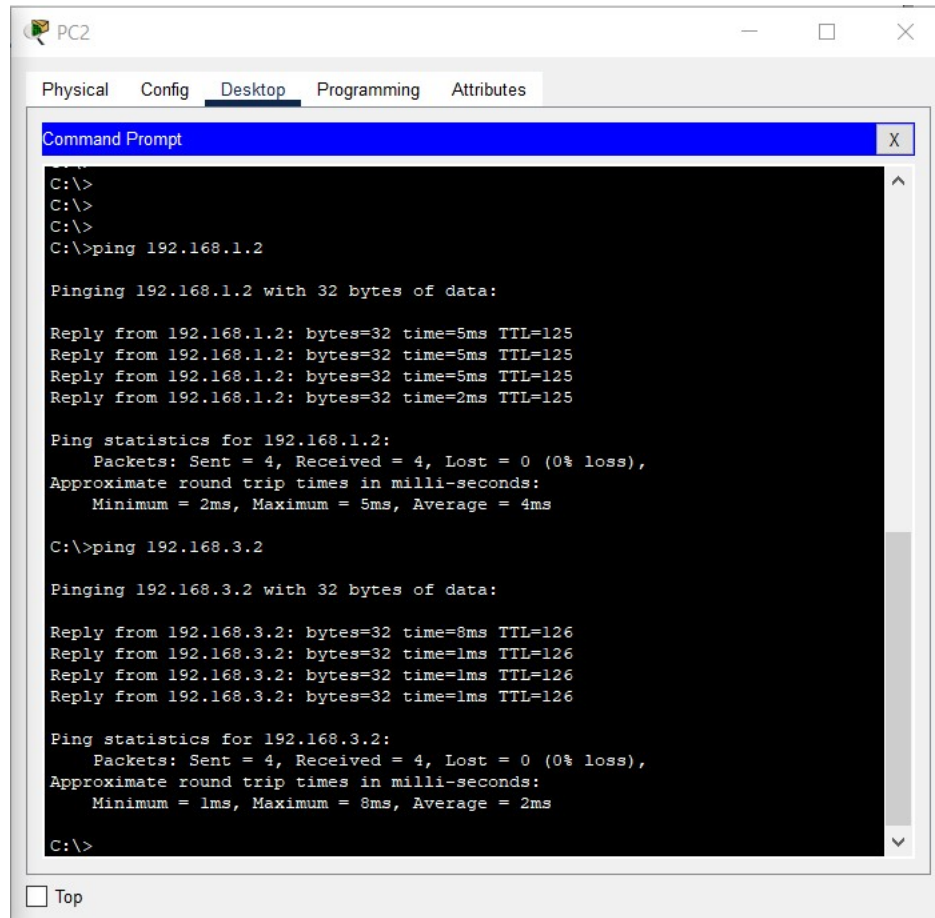 PC2
Physical Config Desktop Programming Attributes
Command Prompt X
C:\>
C:\>
C:\>
C:\>ping 192.168.1.2
Pinging 192.168.1.2 with 32 bytes of data:
Reply from 192.168.1.2: bytes=32 time=5ms TTL=125
Reply from 192.168.1.2: bytes=32 time=5ms TTL=125
Reply from 192.168.1.2: bytes=32 time=5ms TTL=125
Reply from 192.168.1.2: bytes=32 time=2ms TTL=125
Ping statistics for 192.168.1.2:
Packets: Sent = 4, Received = 4, Lost = 0 (0% loss),
Approximate round trip times in milli-seconds:
Minimum = 2ms, Maximum = 5ms, Average = 4ms
C:\>ping 192.168.3.2
Pinging 192.168.3.2 with 32 bytes of data:
Reply from 192.168.3.2: bytes=32 time=8ms TTL=126
Reply from 192.168.3.2: bytes=32 time=1ms TTL=126
Reply from 192.168.3.2: bytes=32 time=1ms TTL=126
Reply from 192.168.3.2: bytes=32 time=1ms TTL=126
Ping statistics for 192.168.3.2:
Packets: Sent = 4, Received = 4, Lost = 0 (0% loss),
Approximate round trip times in milli-seconds:
Minimum = 1ms, Maximum = 8ms, Average = 2ms
C:\>
Top